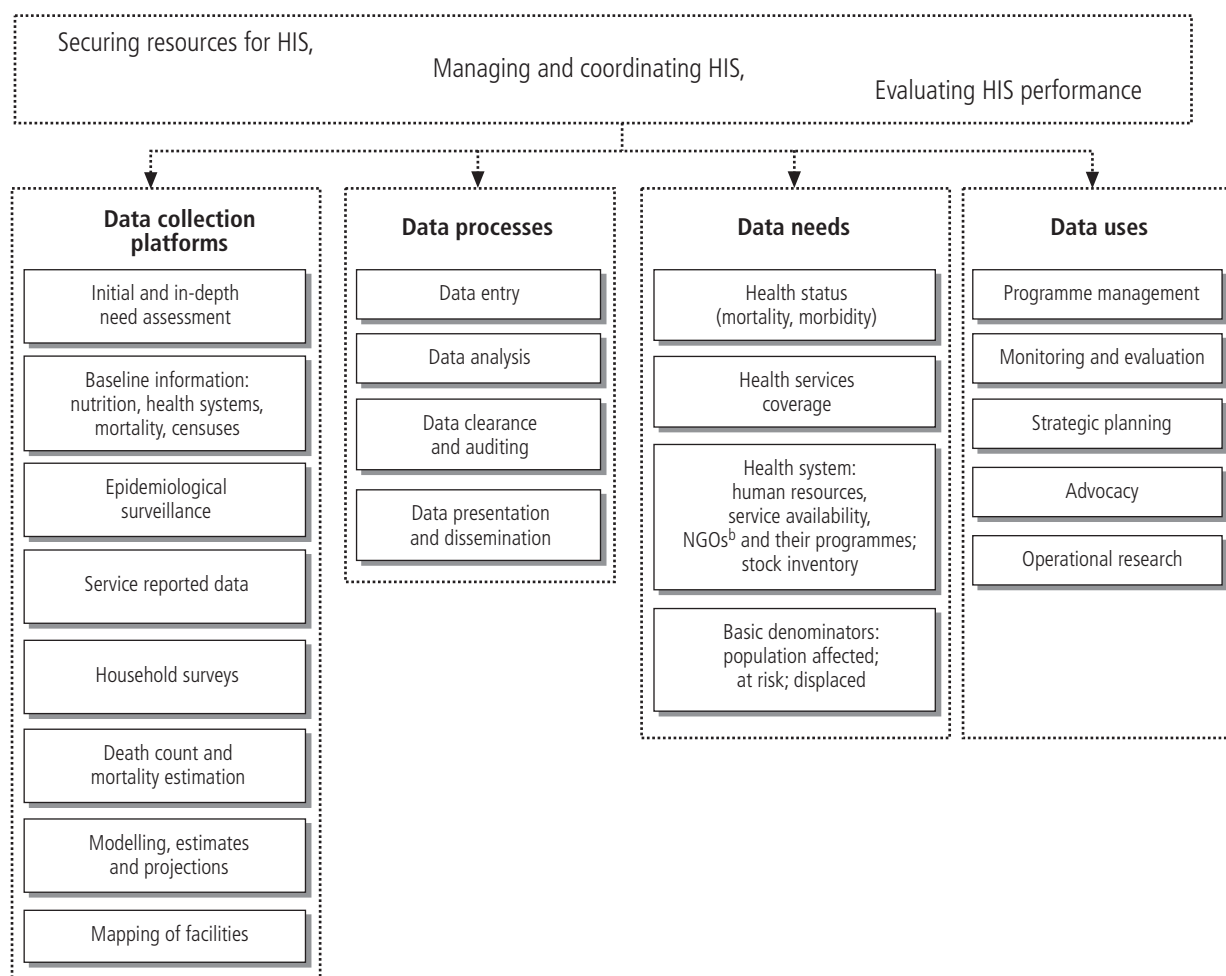 Securing resources for HIS,
Managing and coordinating HIS,
Evaluating HIS performance
Data collection
platforms
Initial and in-depth
need assessment
Baseline information:
nutrition, health systems,
mortality, censuses
Epidemiological
surveillance
Service reported data
Household surveys
Death count and
mortality estimation
Modelling, estimates
and projections
Mapping of facilities
Data processes
Data entry
Data analysis
Data clearance
and auditing
Data presentation
and dissemination
Data needs
Health status
(mortality, morbidity)
Health services
coverage
Health system:
human resources,
service availability,
NGOsᵇ and their programmes;
stock inventory
Basic denominators:
population affected;
at risk; displaced
Data uses
Programme management
Monitoring and evaluation
Strategic planning
Advocacy
Operational research